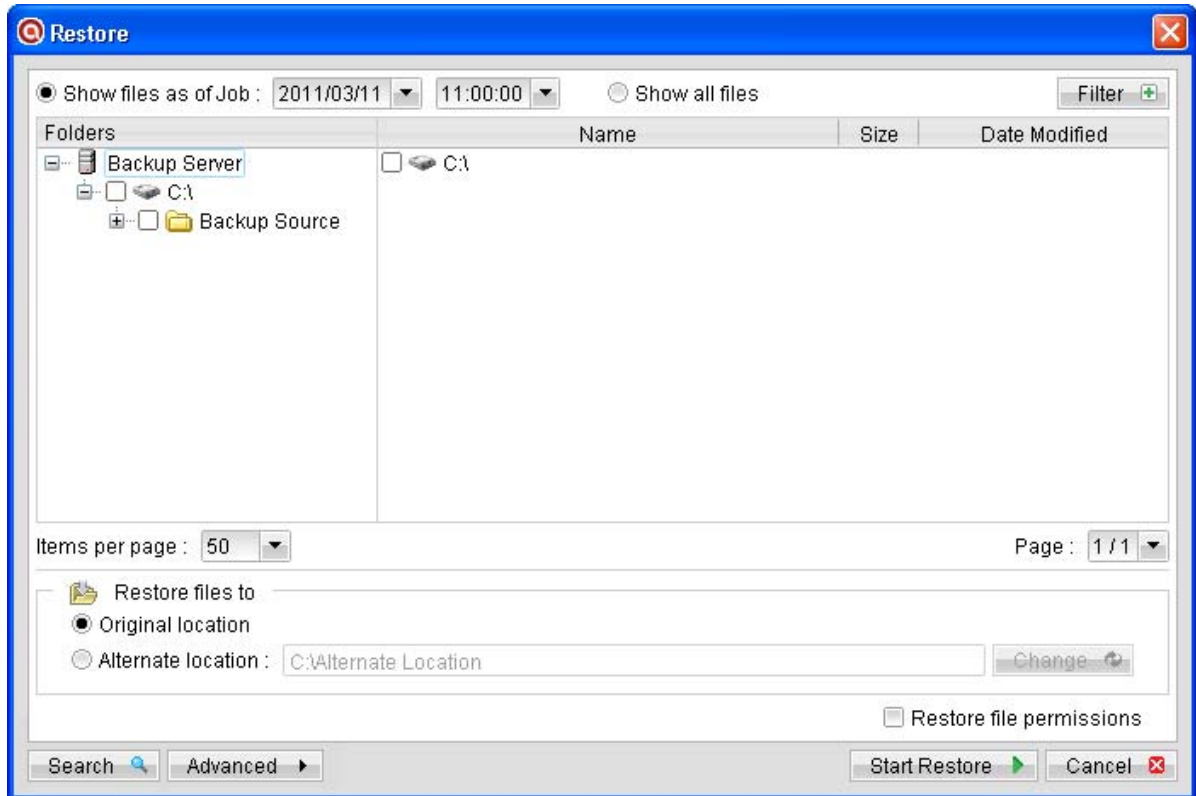 Restore
Show files as of Job : 2011/03/11 11:00:00 Show all files Filter
Folders Name Size Date Modified
Backup Server C:\
C:\
Backup Source
Items per page : 50 Page : 1 / 1
Restore files to
Original location
Alternate location : C:\Alternate Location Change
Restore file permissions
Search Advanced Start Restore Cancel